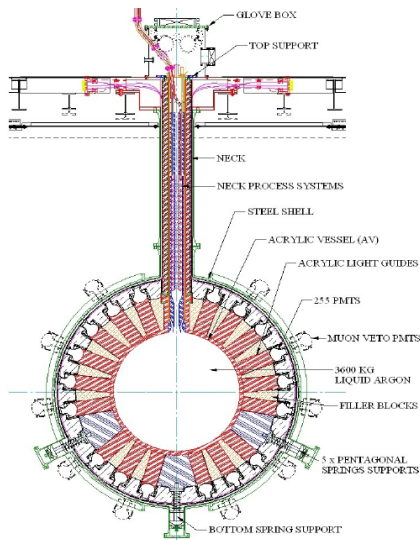 GLOVE BOX
TOP SUPPORT
NECK
NECK PROCESS SYSTEMS
STEEL SHELL
ACRYLIC VESSEL (AV)
ACRYLIC LIGHT GUIDES
255 PMTS
MUON VETO PMTS
3600 KG
LIQUID ARGON
FILLER BLOCKS
5 x PENTAGONAL
SPRINGS SUPPORTS
BOTTOM SPRING SUPPORT